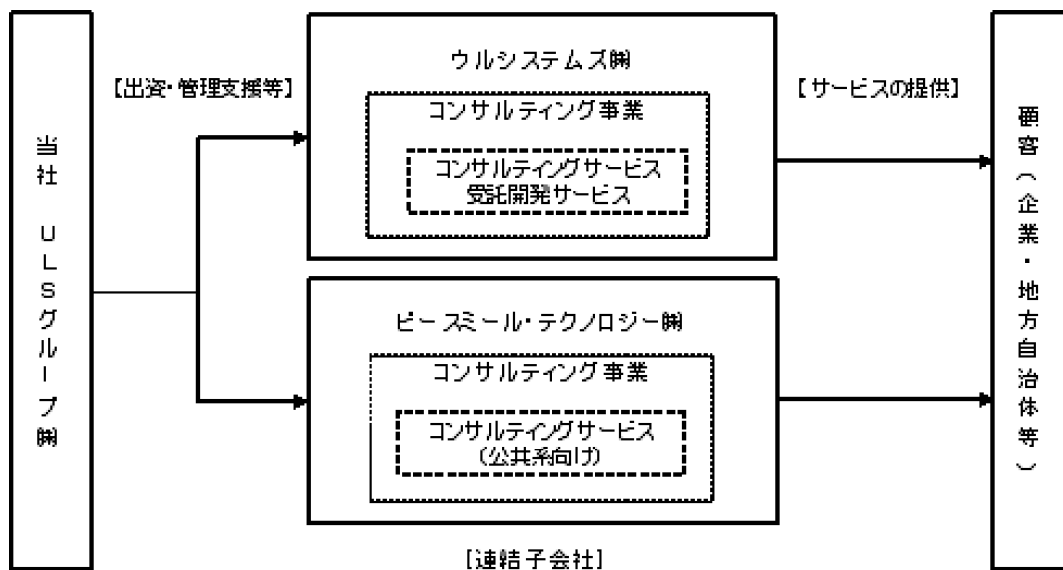 当社 ULSグループ㈱
【出資・管理支援等】
ウルシステムズ㈱
コンサルティング事業
コンサルティングサービス
受託開発サービス
ピースミール・テクノロジー㈱
コンサルティング事業
コンサルティングサービス
(公共系向け)
[連結子会社]
【サービスの提供】
顧客(企業・地方自治体等)